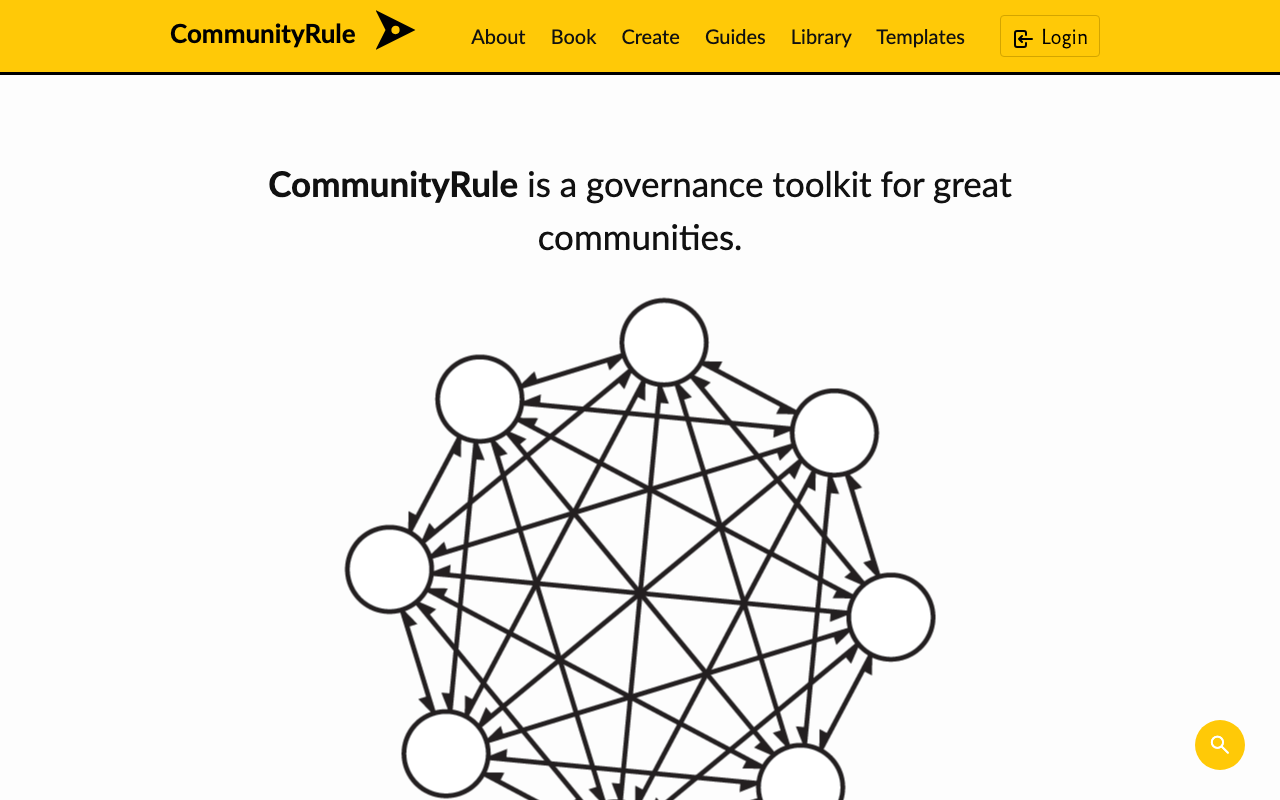 CommunityRule
About Book Create Guides Library Templates Login
CommunityRule is a governance toolkit for great
communities.